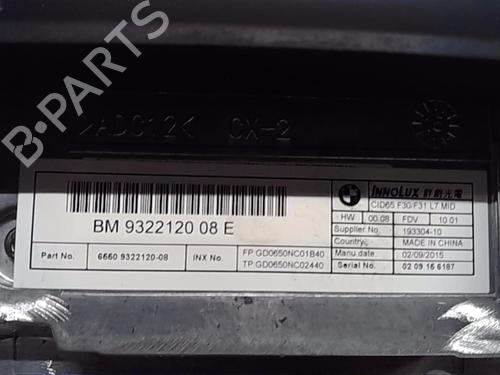 >ADC12< CX-2
B-PARTS
BM 9322120 08 E
Part No. 6550 9322120-08 INX No. FP GD0650NC01B40
TP GD0650NC02440
INNOLUX 群創光電
CID65 F30/F31 L7 MID
HW 00.08 FDV 10 01
Supplier No. 193304-10
Country. MADE IN CHINA
Manu.date 02/09/2015
Serial No. 02 09 15 6187